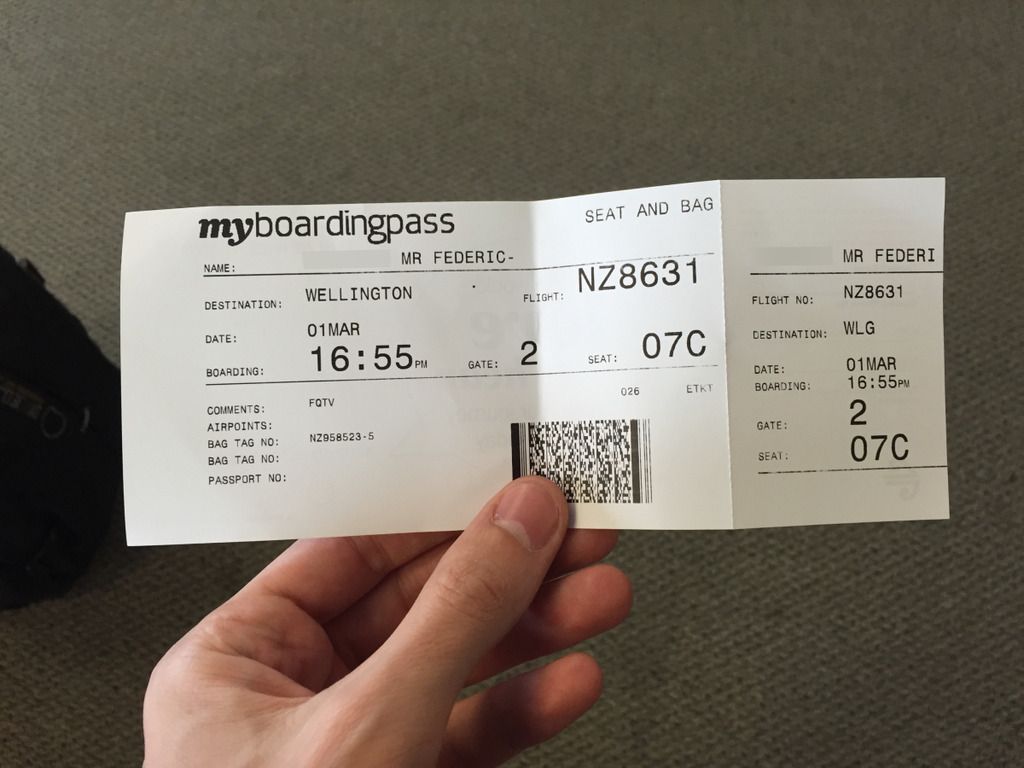 myboardingpass
SEAT AND BAG
NAME: MR FEDERIC-
DESTINATION: WELLINGTON
FLIGHT: NZ8631
DATE: 01MAR
BOARDING: 16:55PM
GATE: 2
SEAT: 07C
026 ETKT
COMMENTS: FQTV
AIRPOINTS:
BAG TAG NO: NZ958523-5
BAG TAG NO:
PASSPORT NO:
MR FEDERI
FLIGHT NO: NZ8631
DESTINATION: WLG
DATE: 01MAR
BOARDING: 16:55PM
GATE: 2
SEAT: 07C